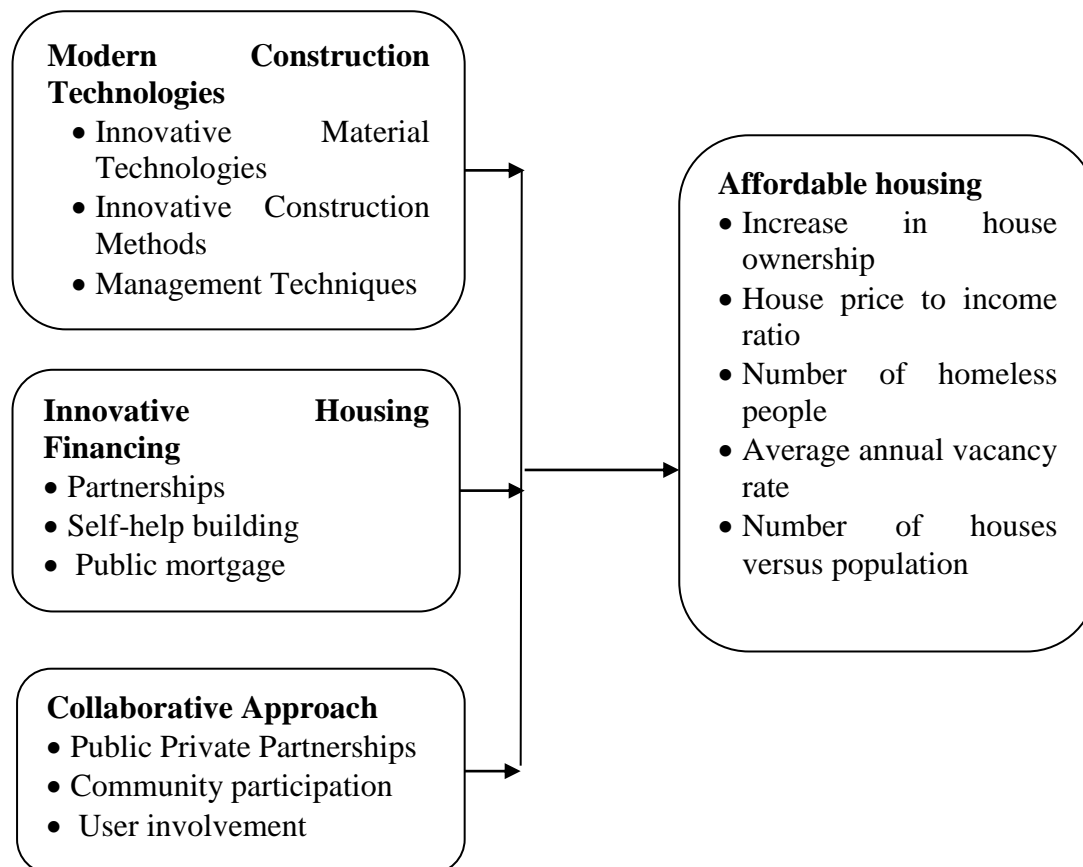 Modern Construction
Technologies
• Innovative Material
Technologies
• Innovative Construction
Methods
• Management Techniques
Innovative Housing
Financing
• Partnerships
• Self-help building
• Public mortgage
Collaborative Approach
• Public Private Partnerships
• Community participation
• User involvement
Affordable housing
• Increase in house
ownership
• House price to income
ratio
• Number of homeless
people
• Average annual vacancy
rate
• Number of houses
versus population